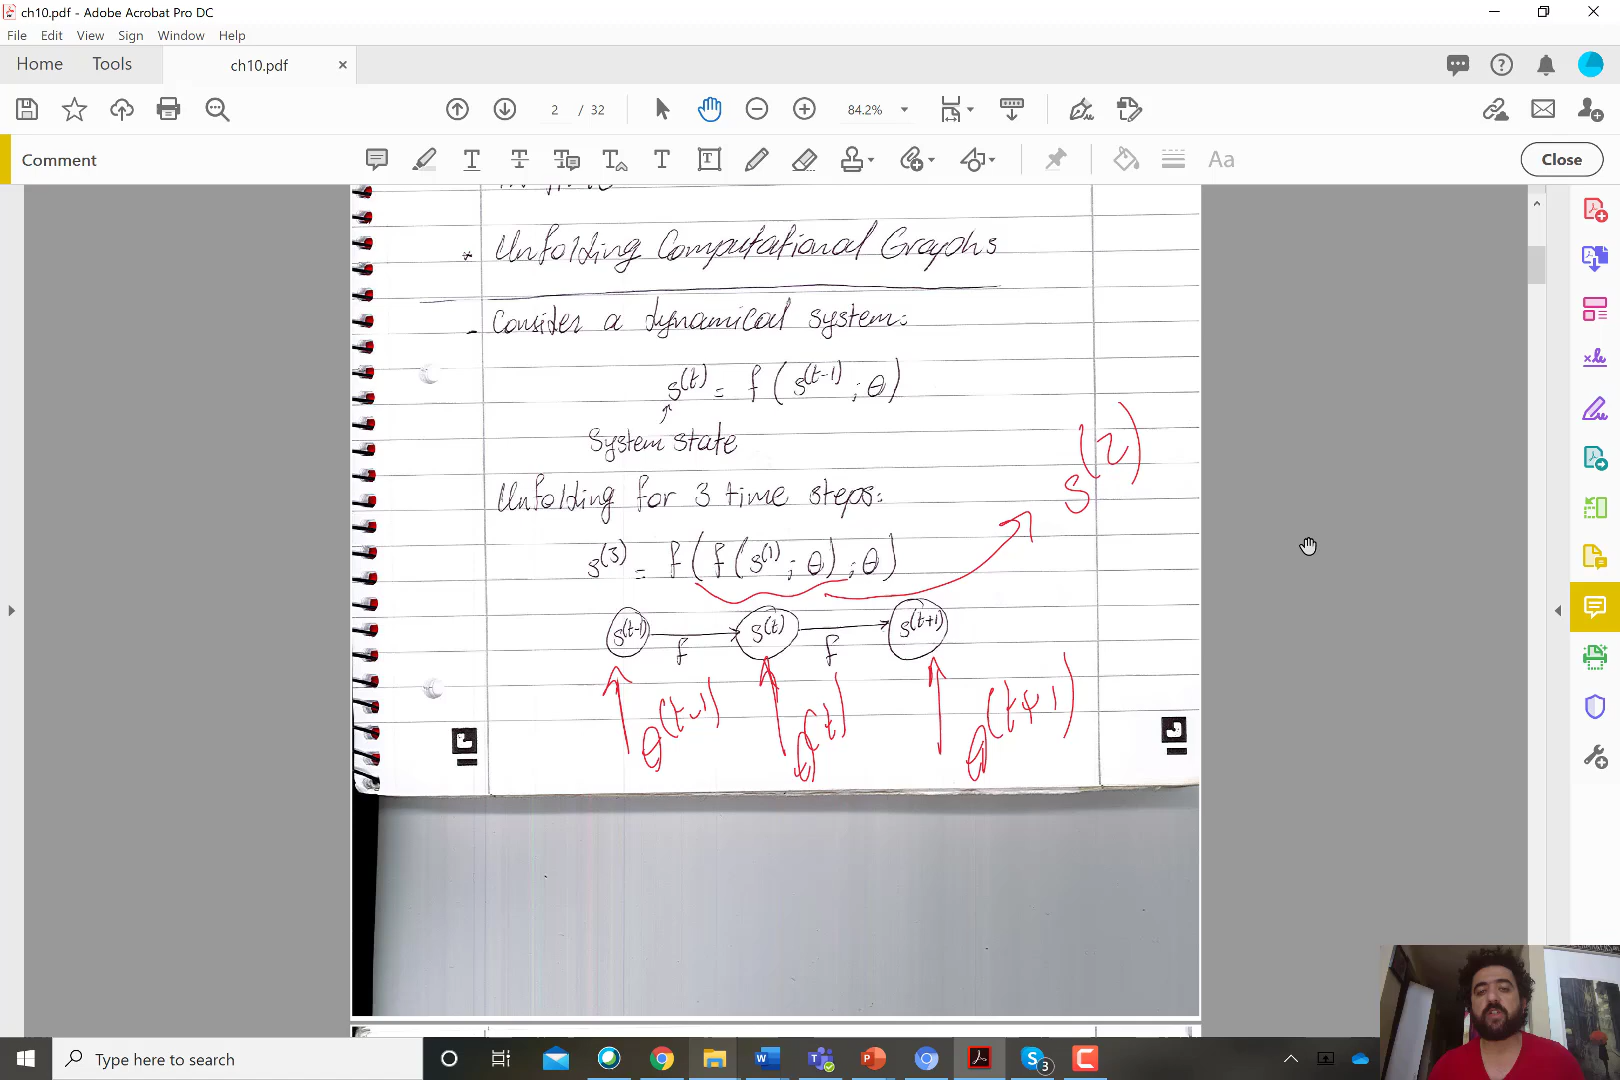 ch10.pdf - Adobe Acrobat Pro DC
File Edit View Sign Window Help
Home Tools ch10.pdf ×
2 / 32 84.2%
Comment Close
* Unfolding Computational Graphs
- Consider a dynamical system:
s^(t) = f(s^(t-1); θ)
System state
Unfolding for 3 time steps:
s^(3) = f(f(s^(1); θ); θ)
s^(2)
s^(t-1) f s^(t) f s^(t+1)
θ^(t-1) θ^(t) θ^(t+1)
Type here to search
3